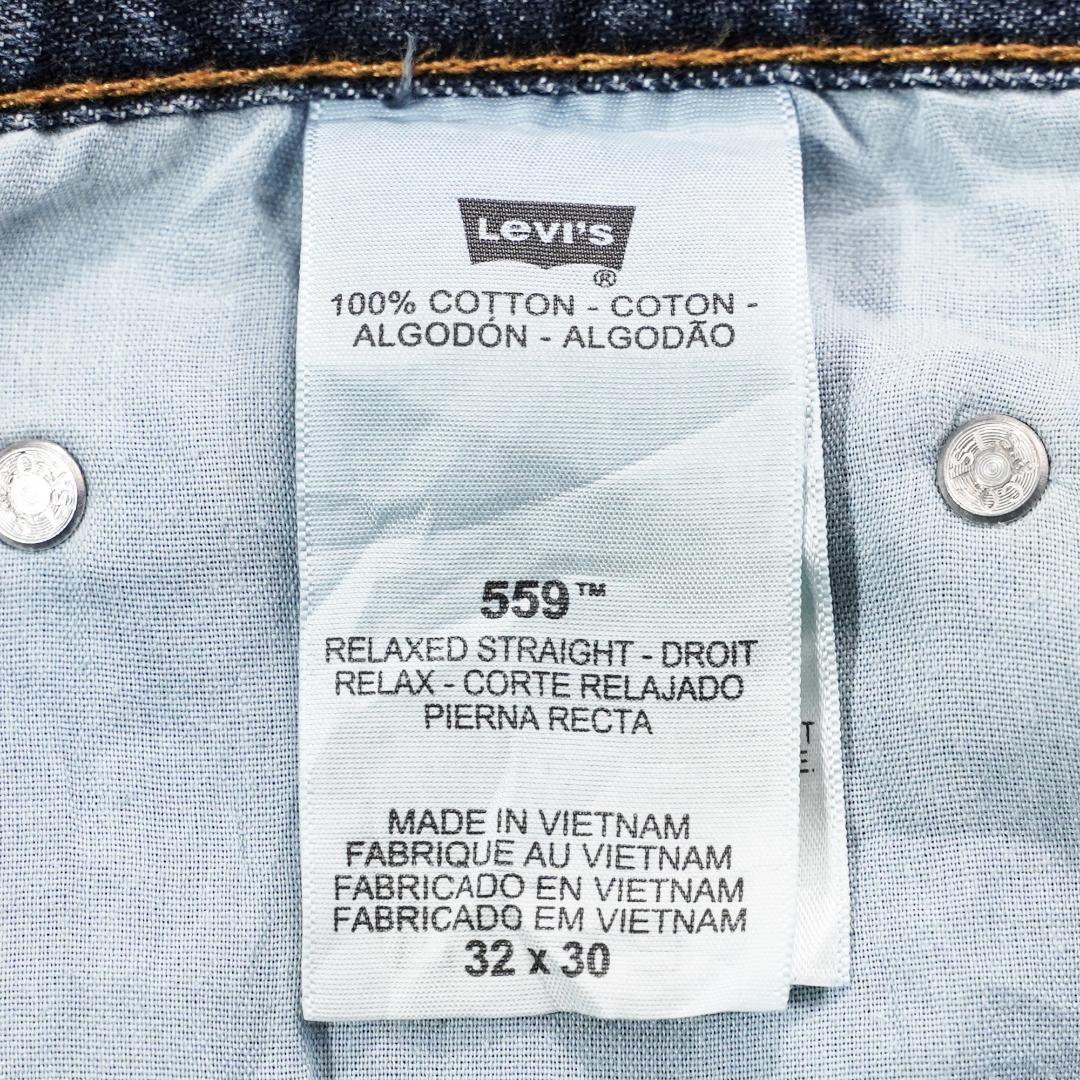 Levi's
®
100% COTTON - COTON -
ALGODÓN - ALGODÃO
559™
RELAXED STRAIGHT - DROIT
RELAX - CORTE RELAJADO
PIERNA RECTA
MADE IN VIETNAM
FABRIQUE AU VIETNAM
FABRICADO EN VIETNAM
FABRICADO EM VIETNAM
32 x 30